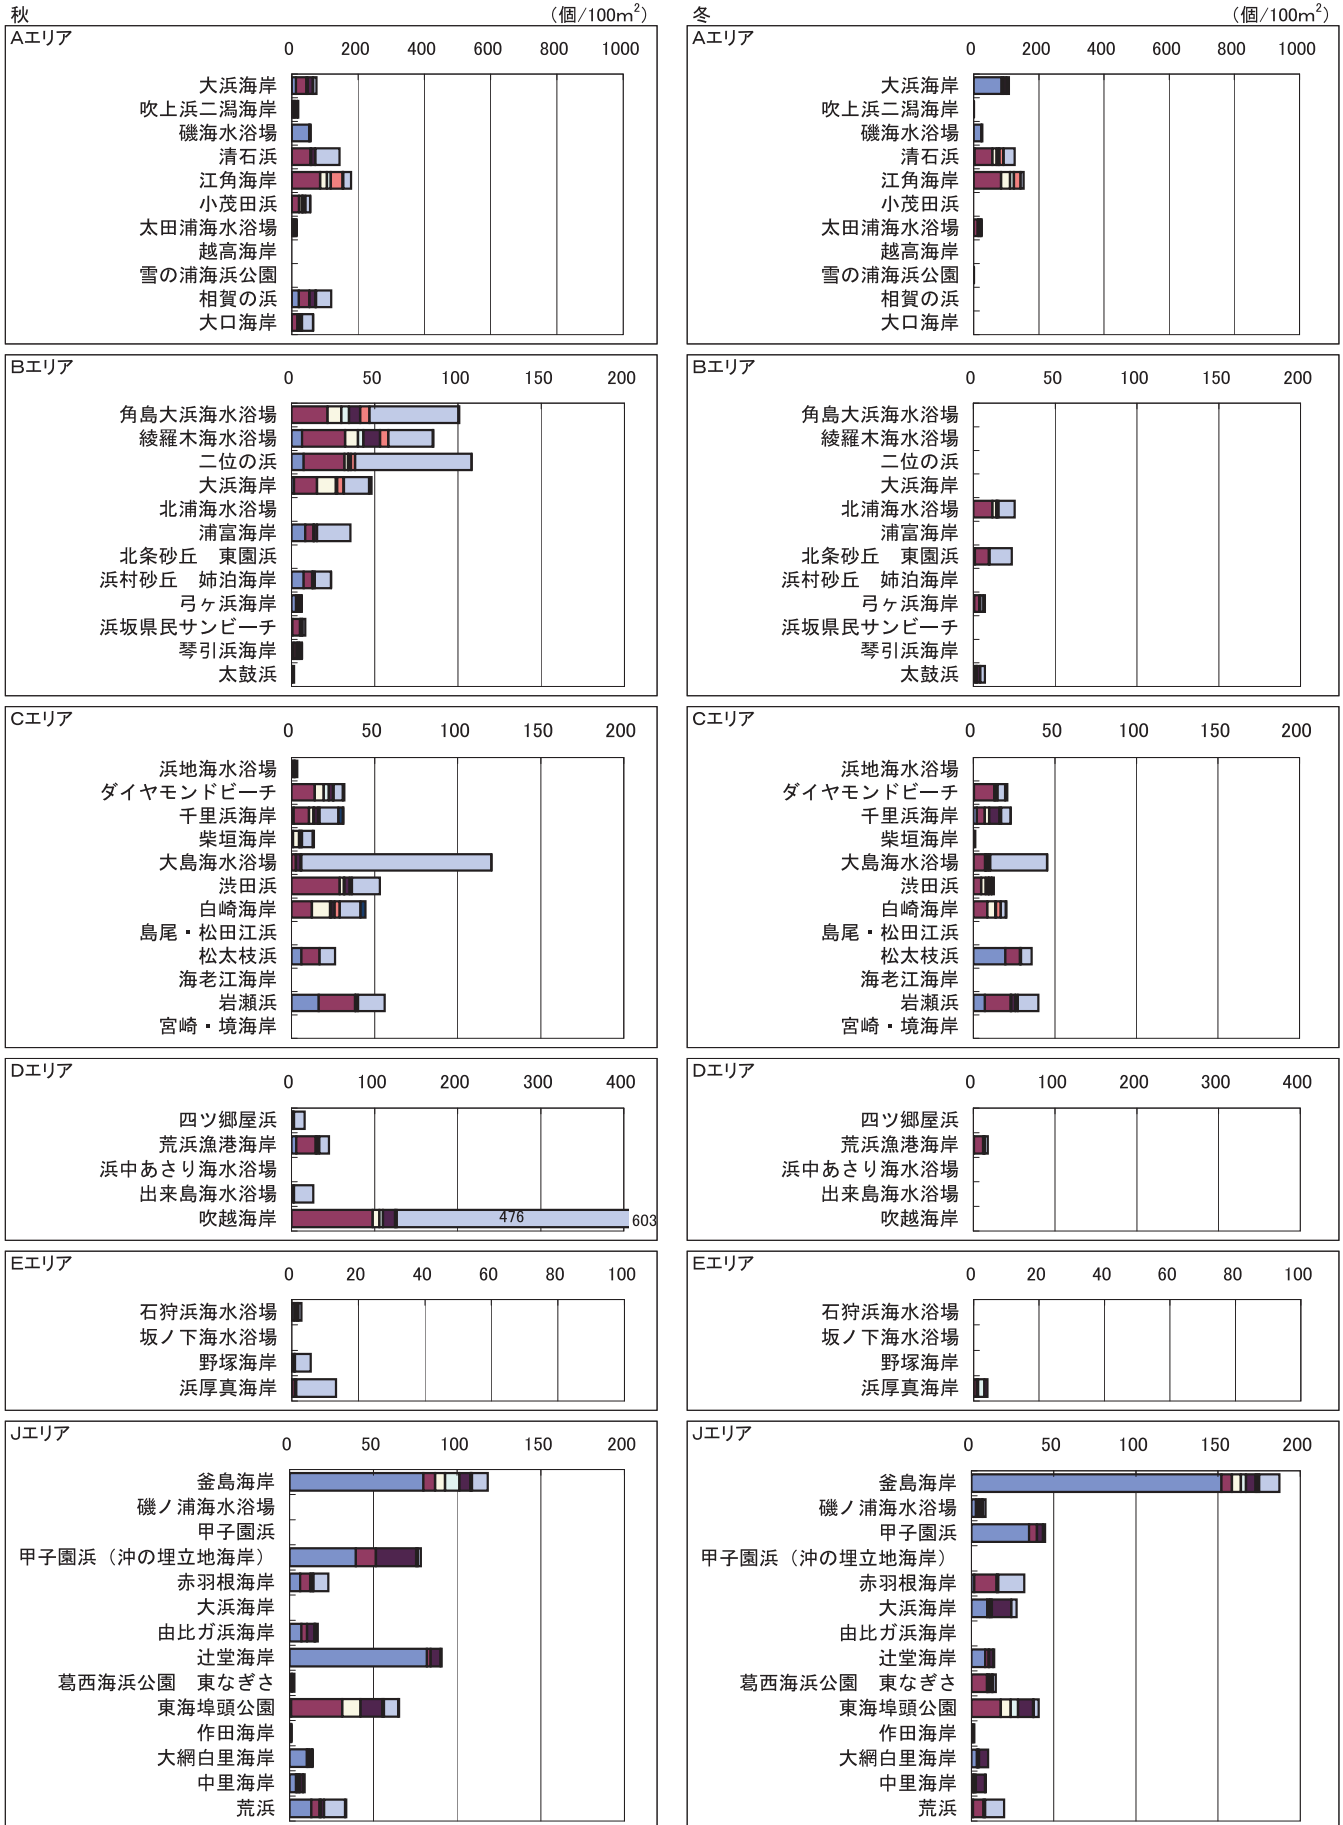 秋 (個/100m²)
Aエリア
0 200 400 600 800 1000
大浜海岸
吹上浜二潟海岸
磯海水浴場
清石浜
江角海岸
小茂田浜
太田浦海水浴場
越高海岸
雪の浦海浜公園
相賀の浜
大口海岸
Bエリア
0 50 100 150 200
角島大浜海水浴場
綾羅木海水浴場
二位の浜
大浜海岸
北浦海水浴場
浦富海岸
北条砂丘　東園浜
浜村砂丘　姉泊海岸
弓ヶ浜海岸
浜坂県民サンビーチ
琴引浜海岸
太鼓浜
Cエリア
0 50 100 150 200
浜地海水浴場
ダイヤモンドビーチ
千里浜海岸
柴垣海岸
大島海水浴場
渋田浜
白崎海岸
島尾・松田江浜
松太枝浜
海老江海岸
岩瀬浜
宮崎・境海岸
Dエリア
0 100 200 300 400
四ツ郷屋浜
荒浜漁港海岸
浜中あさり海水浴場
出来島海水浴場
吹越海岸 476 603
Eエリア
0 20 40 60 80 100
石狩浜海水浴場
坂ノ下海水浴場
野塚海岸
浜厚真海岸
Jエリア
0 50 100 150 200
釜島海岸
磯ノ浦海水浴場
甲子園浜
甲子園浜（沖の埋立地海岸）
赤羽根海岸
大浜海岸
由比ガ浜海岸
辻堂海岸
葛西海浜公園　東なぎさ
東海埠頭公園
作田海岸
大網白里海岸
中里海岸
荒浜
冬 (個/100m²)
Aエリア
0 200 400 600 800 1000
大浜海岸
吹上浜二潟海岸
磯海水浴場
清石浜
江角海岸
小茂田浜
太田浦海水浴場
越高海岸
雪の浦海浜公園
相賀の浜
大口海岸
Bエリア
0 50 100 150 200
角島大浜海水浴場
綾羅木海水浴場
二位の浜
大浜海岸
北浦海水浴場
浦富海岸
北条砂丘　東園浜
浜村砂丘　姉泊海岸
弓ヶ浜海岸
浜坂県民サンビーチ
琴引浜海岸
太鼓浜
Cエリア
0 50 100 150 200
浜地海水浴場
ダイヤモンドビーチ
千里浜海岸
柴垣海岸
大島海水浴場
渋田浜
白崎海岸
島尾・松田江浜
松太枝浜
海老江海岸
岩瀬浜
宮崎・境海岸
Dエリア
0 100 200 300 400
四ツ郷屋浜
荒浜漁港海岸
浜中あさり海水浴場
出来島海水浴場
吹越海岸
Eエリア
0 20 40 60 80 100
石狩浜海水浴場
坂ノ下海水浴場
野塚海岸
浜厚真海岸
Jエリア
0 50 100 150 200
釜島海岸
磯ノ浦海水浴場
甲子園浜
甲子園浜（沖の埋立地海岸）
赤羽根海岸
大浜海岸
由比ガ浜海岸
辻堂海岸
葛西海浜公園　東なぎさ
東海埠頭公園
作田海岸
大網白里海岸
中里海岸
荒浜